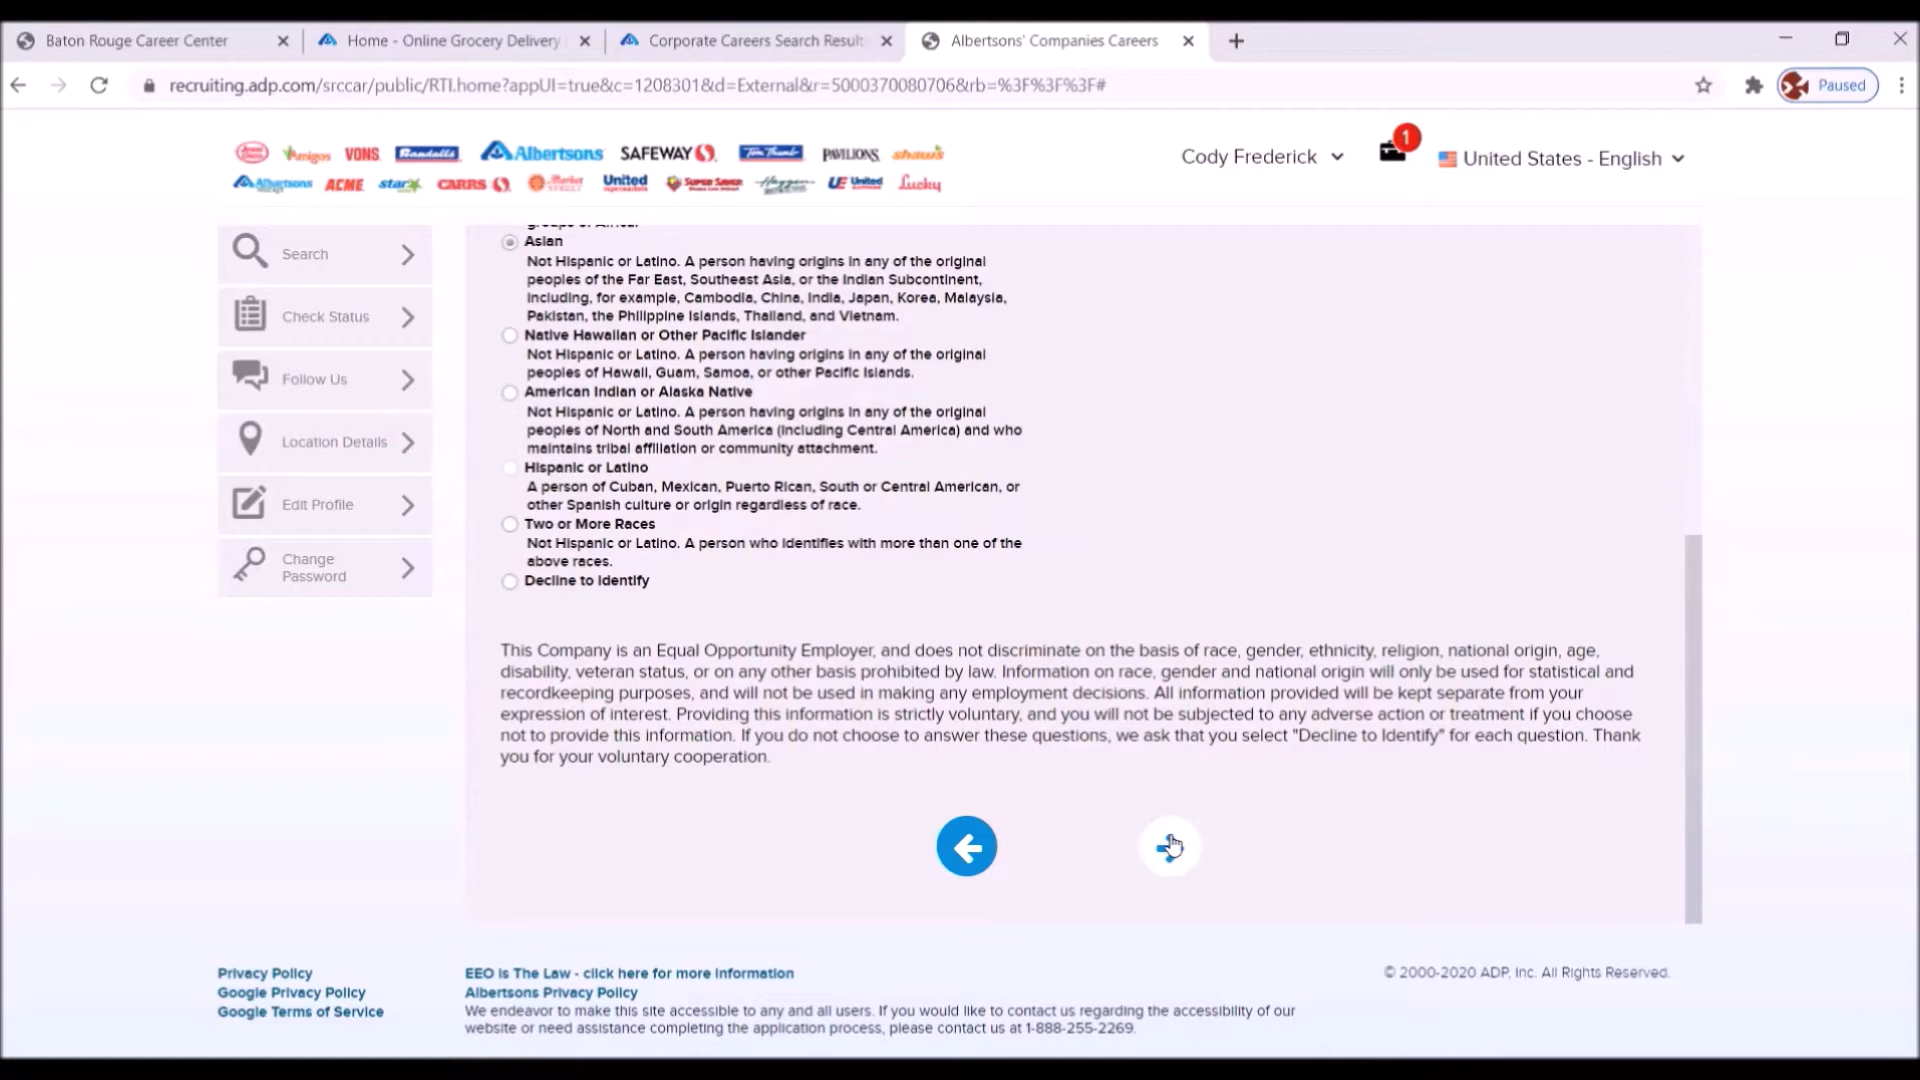 Baton Rouge Career Center
Home - Online Grocery Delivery
Corporate Careers Search Result
Albertsons' Companies Careers
recruiting.adp.com/srccar/public/RTI.home?appUI=true&c=1208301&d=External&r=5000370080706&rb=%3F%3F%3F#
Paused
Amigos VONS Randalls Albertsons SAFEWAY Tom Thumb PAVILIONS shaw's
Albertsons ACME star CARRS Market Street United Supermarkets SUPER SAVER Haggen United Lucky
Cody Frederick
1
United States - English
Search
Check Status
Follow Us
Location Details
Edit Profile
Change
Password
groups of Africa.
Asian
Not Hispanic or Latino. A person having origins in any of the original
peoples of the Far East, Southeast Asia, or the Indian Subcontinent,
including, for example, Cambodia, China, India, Japan, Korea, Malaysia,
Pakistan, the Philippine Islands, Thailand, and Vietnam.
Native Hawaiian or Other Pacific Islander
Not Hispanic or Latino. A person having origins in any of the original
peoples of Hawaii, Guam, Samoa, or other Pacific Islands.
American Indian or Alaska Native
Not Hispanic or Latino. A person having origins in any of the original
peoples of North and South America (including Central America) and who
maintains tribal affiliation or community attachment.
Hispanic or Latino
A person of Cuban, Mexican, Puerto Rican, South or Central American, or
other Spanish culture or origin regardless of race.
Two or More Races
Not Hispanic or Latino. A person who identifies with more than one of the
above races.
Decline to Identify
This Company is an Equal Opportunity Employer, and does not discriminate on the basis of race, gender, ethnicity, religion, national origin, age,
disability, veteran status, or on any other basis prohibited by law. Information on race, gender and national origin will only be used for statistical and
recordkeeping purposes, and will not be used in making any employment decisions. All information provided will be kept separate from your
expression of interest. Providing this information is strictly voluntary, and you will not be subjected to any adverse action or treatment if you choose
not to provide this information. If you do not choose to answer these questions, we ask that you select "Decline to Identify" for each question. Thank
you for your voluntary cooperation.
Privacy Policy
Google Privacy Policy
Google Terms of Service
EEO is The Law - click here for more information
Albertsons Privacy Policy
We endeavor to make this site accessible to any and all users. If you would like to contact us regarding the accessibility of our
website or need assistance completing the application process, please contact us at 1-888-255-2269.
© 2000-2020 ADP, Inc. All Rights Reserved.